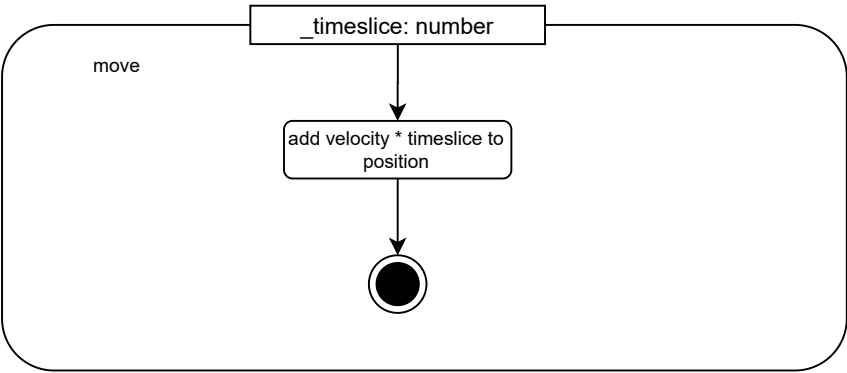 _timeslice: number
move
add velocity * timeslice to
position